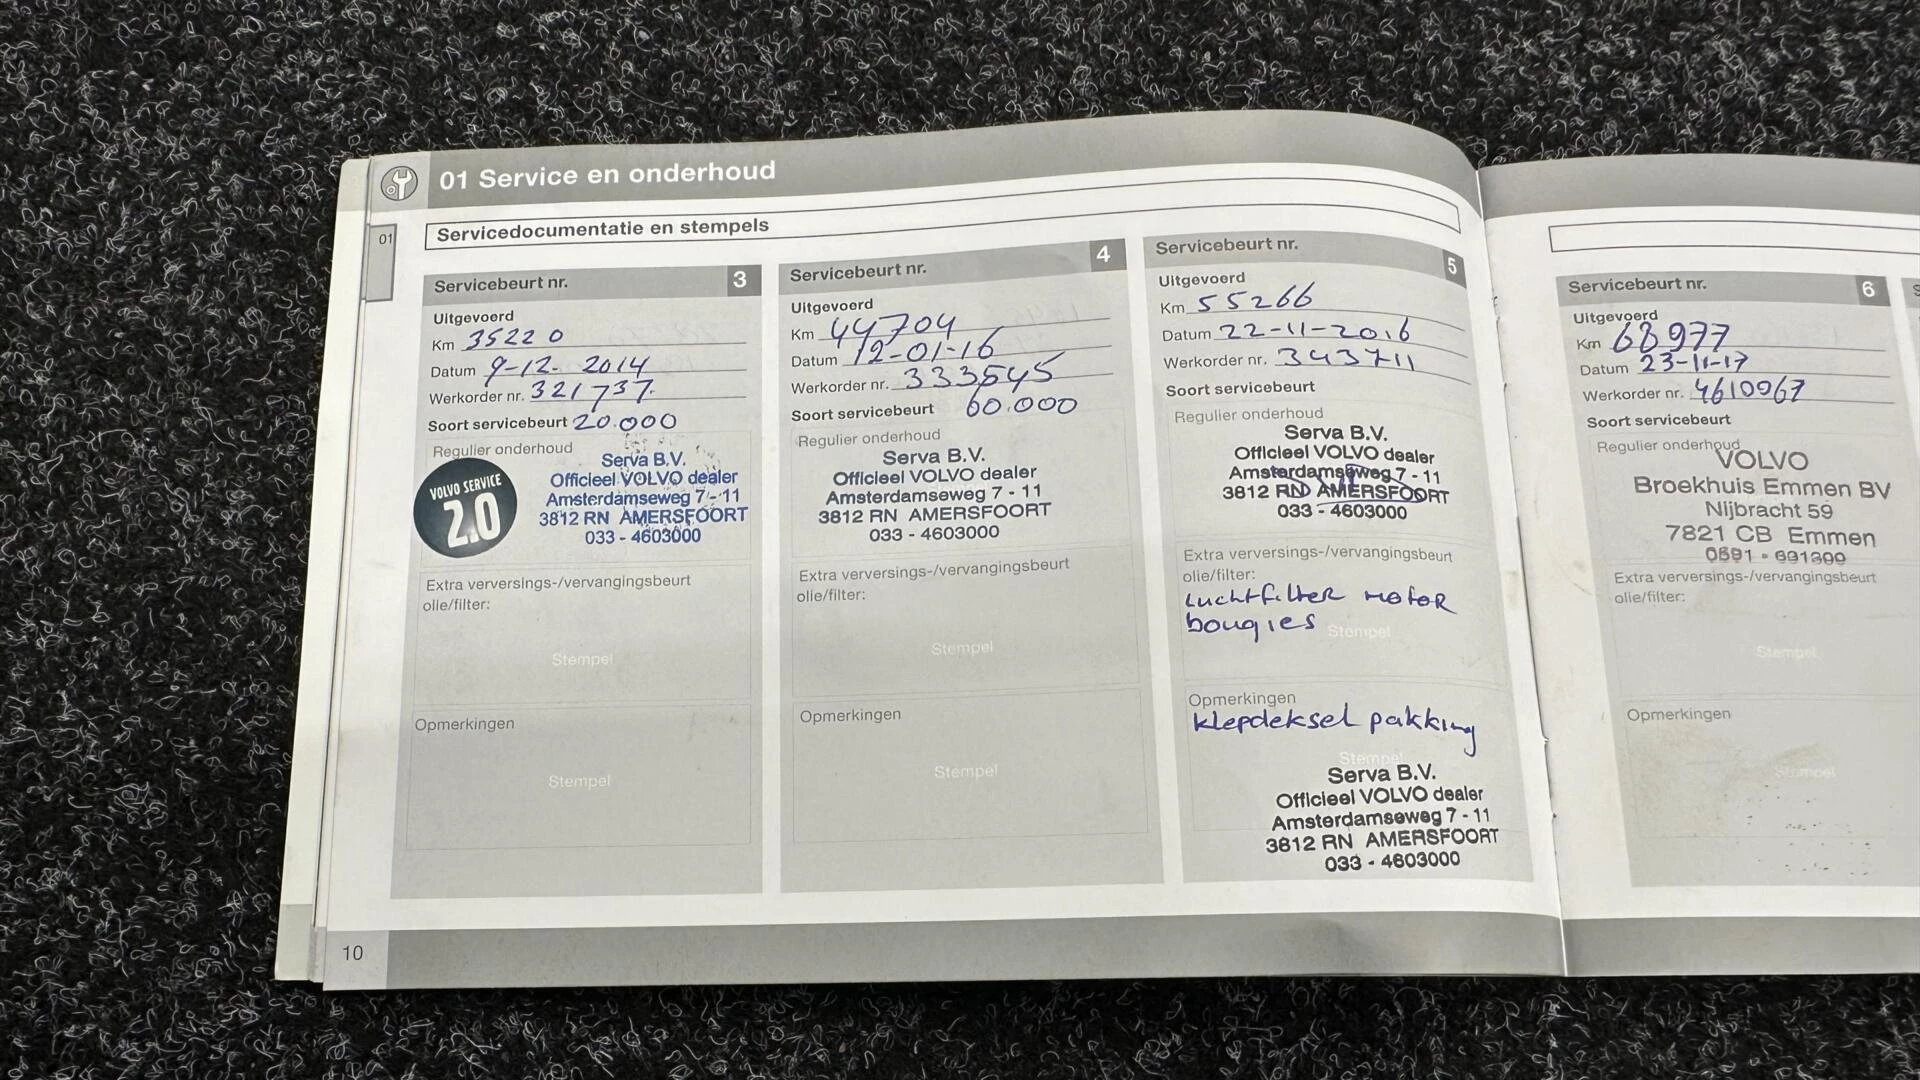 01 Service en onderhoud
01
Servicedocumentatie en stempels
Servicebeurt nr. 3
Uitgevoerd
Km 35220
Datum 9-12-2014
Werkorder nr. 321737
Soort servicebeurt 20.000
Regulier onderhoud
VOLVO SERVICE
2.0
Serva B.V.
Officieel VOLVO dealer
Amsterdamseweg 7 - 11
3812 RN AMERSFOORT
033 - 4603000
Extra verversings-/vervangingsbeurt
olie/filter:
Stempel
Opmerkingen
Stempel
Servicebeurt nr. 4
Uitgevoerd
Km 44704
Datum 12-01-16
Werkorder nr. 333545
Soort servicebeurt 60.000
Regulier onderhoud
Serva B.V.
Officieel VOLVO dealer
Amsterdamseweg 7 - 11
3812 RN AMERSFOORT
033 - 4603000
Extra verversings-/vervangingsbeurt
olie/filter:
Stempel
Opmerkingen
Stempel
Servicebeurt nr. 5
Uitgevoerd
Km 55266
Datum 22-11-2016
Werkorder nr. 343711
Soort servicebeurt
Regulier onderhoud
Serva B.V.
Officieel VOLVO dealer
Amsterdamseweg 7 - 11
3812 RN AMERSFOORT
033 - 4603000
Extra verversings-/vervangingsbeurt
olie/filter:
Luchtfilter motor
bougies
Stempel
Opmerkingen
klepdeksel pakking
Stempel
Serva B.V.
Officieel VOLVO dealer
Amsterdamseweg 7 - 11
3812 RN AMERSFOORT
033 - 4603000
10
Servicebeurt nr. 6
Uitgevoerd
Km 68977
Datum 23-11-17
Werkorder nr. 4610967
Soort servicebeurt
Regulier onderhoud
VOLVO
Broekhuis Emmen BV
Nijbracht 59
7821 CB Emmen
Extra verversings-/vervangingsbeurt
olie/filter:
Stempel
Opmerkingen
Stempel